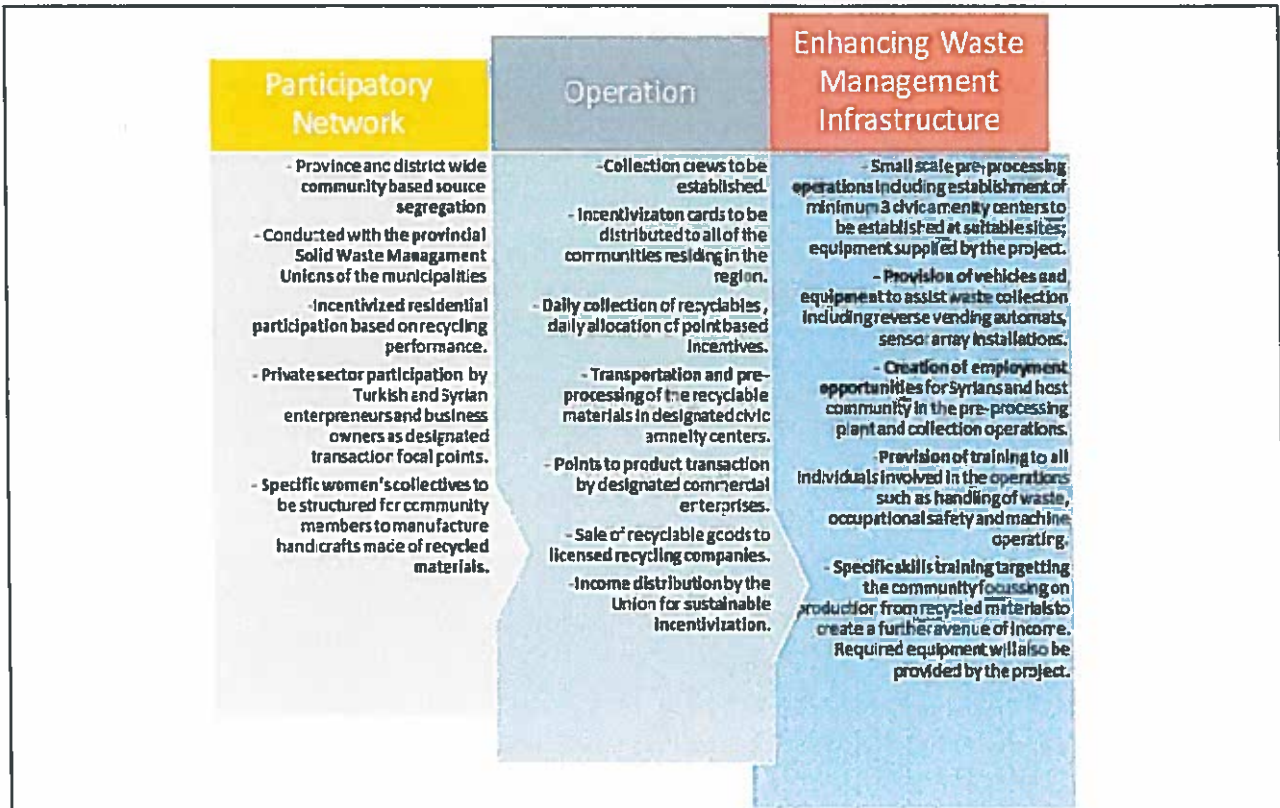 Participatory
Network
- Province and district wide
community based source
segregation
- Conducted with the provincial
Solid Waste Managament
Unions of the municipalities
-Incentivized residential
participation based on recycling
performance.
- Private sector participation by
Turkish and Syrian
enterpreneurs and business
owners as designated
transaction focal points.
- Specific women's collectives to
be structured for community
members to manufacture
handicrafts made of recycled
materials.
Operation
-Collection crews to be
established.
- Incentivizaton cards to be
distributed to all of the
communities residing in the
region.
- Daily collection of recyclables,
daily allocation of point based
incentives.
- Transportation and pre-
processing of the recyclable
materials in designated civic
amneity centers.
- Points to product transaction
by designated commercial
enterprises.
- Sale of recyclable goods to
licensed recycling companies.
-Income distribution by the
Union for sustainable
incentivization.
Enhancing Waste
Management
Infrastructure
- Small scale pre-processing
operations including establishment of
minimum 3 civic amenity centers to
be established at suitable sites;
equipment supplied by the project.
- Provision of vehicles and
equipment to assist waste collection
including reverse vending automats,
sensor array installations.
- Creation of employment
opportunities for Syrians and host
community in the pre-processing
plant and collection operations.
-Provision of training to all
individuals involved in the operations
such as handling of waste,
occupational safety and machine
operating.
- Specific skills training targetting
the community focussing on
production from recycled materials to
create a further avenue of income.
Required equipment will also be
provided by the project.